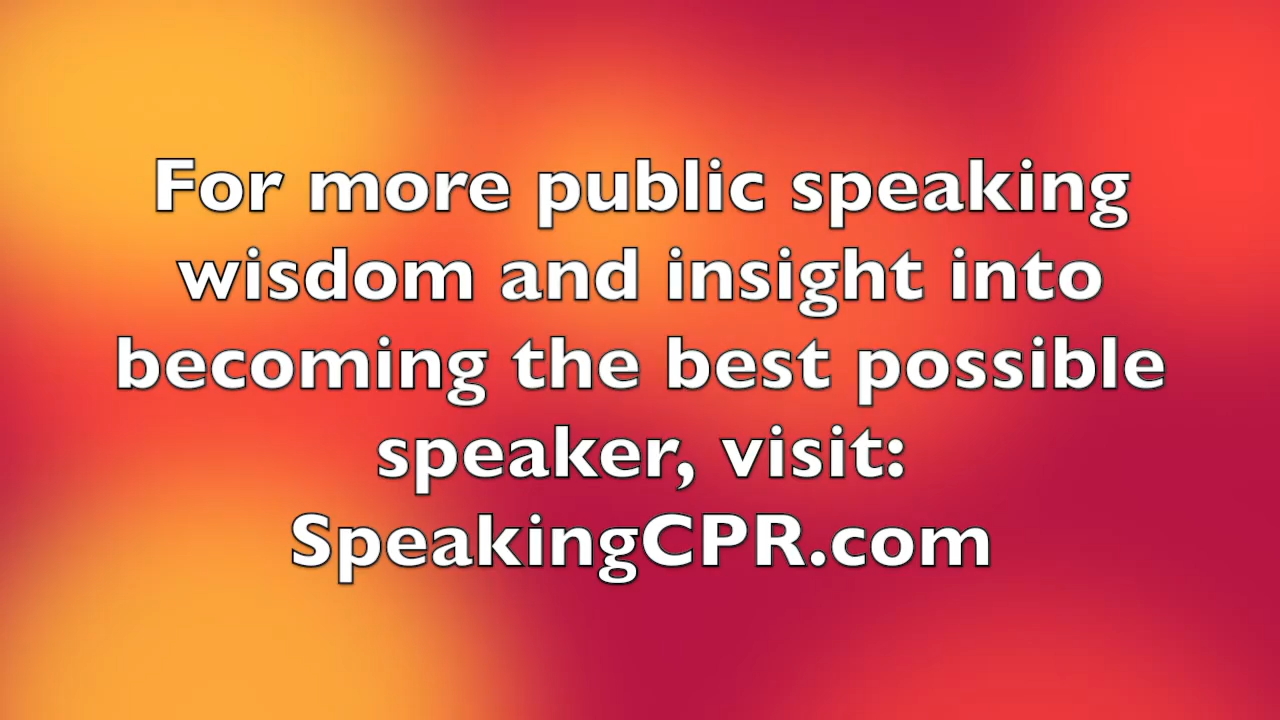 For more public speaking
wisdom and insight into
becoming the best possible
speaker, visit:
SpeakingCPR.com